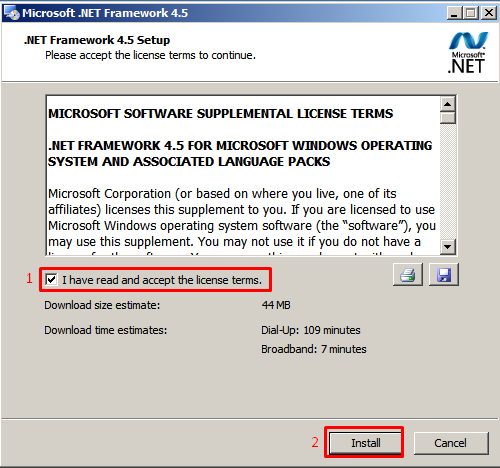 Microsoft .NET Framework 4.5
.NET Framework 4.5 Setup
Please accept the license terms to continue.
Microsoft®
.NET
MICROSOFT SOFTWARE SUPPLEMENTAL LICENSE TERMS
.NET FRAMEWORK 4.5 FOR MICROSOFT WINDOWS OPERATING
SYSTEM AND ASSOCIATED LANGUAGE PACKS
Microsoft Corporation (or based on where you live, one of its
affiliates) licenses this supplement to you. If you are licensed to use
Microsoft Windows operating system software (the “software”), you
may use this supplement. You may not use it if you do not have a
1 I have read and accept the license terms.
Download size estimate: 44 MB
Download time estimates: Dial-Up: 109 minutes
Broadband: 7 minutes
2 Install Cancel